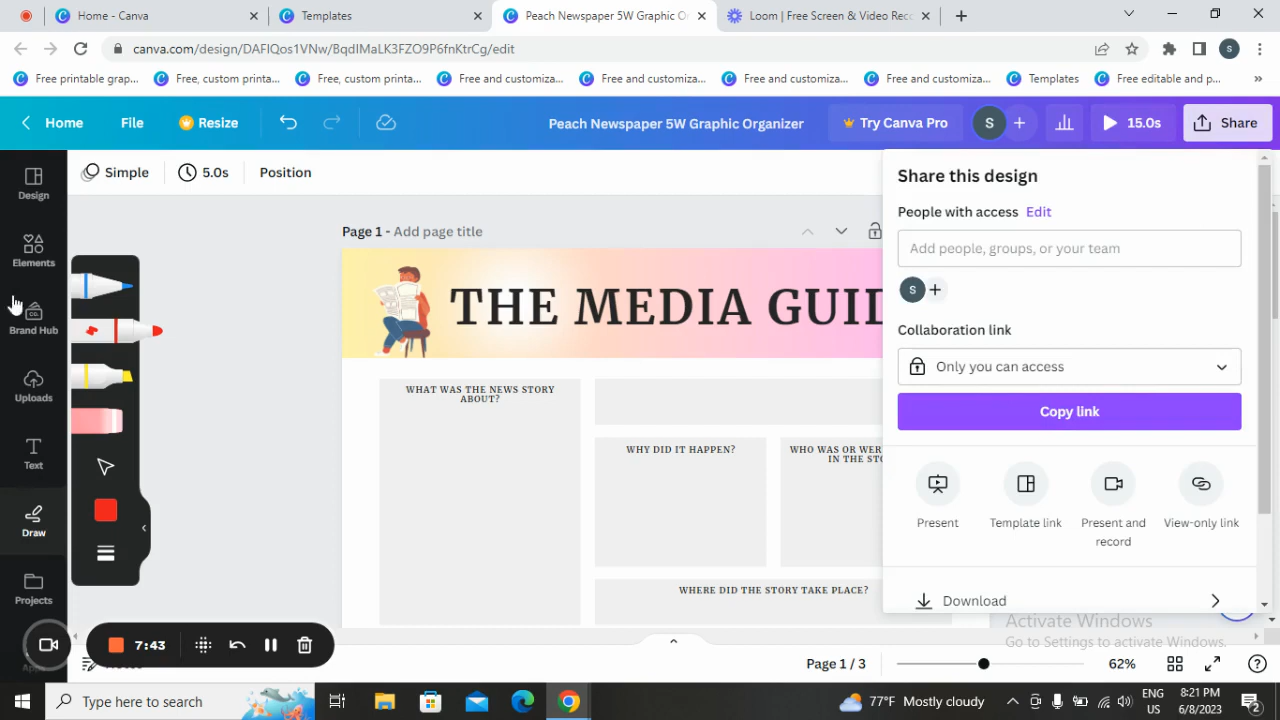 Home - Canva
Templates
Peach Newspaper 5W Graphic O
Loom | Free Screen & Video Rec
canva.com/design/DAFlQos1VNw/BqdIMaLK3FZO9P6fnKtrCg/edit
S
Free printable grap...
Free, custom printa...
Free, custom printa...
Free and customiza...
Free and customiza...
Free and customiza...
Free and customiza...
Templates
Free editable and p...
»
Home
File
Resize
Peach Newspaper 5W Graphic Organizer
Try Canva Pro
S
15.0s
Share
Design
Elements
Brand Hub
CO.
Uploads
Text
Draw
Projects
Simple
5.0s
Position
Page 1 - Add page title
THE MEDIA GUID
WHAT WAS THE NEWS STORY
ABOUT?
WHY DID IT HAPPEN?
WHO WAS OR WER
IN THE STO
WHERE DID THE STORY TAKE PLACE?
Share this design
People with access Edit
Add people, groups, or your team
S
Collaboration link
Only you can access
Copy link
Present
Template link
Present and
record
View-only link
Download
Activate Windows
Go to Settings to activate Windows.
7:43
Notes
Page 1 / 3
62%
Type here to search
77°F Mostly cloudy
ENG
US
8:21 PM
6/8/2023
2